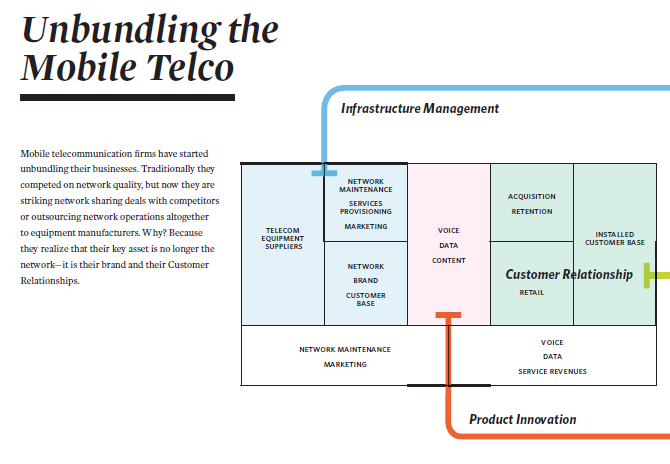 Unbundling the
Mobile Telco
Mobile telecommunication firms have started
unbundling their businesses. Traditionally they
competed on network quality, but now they are
striking network sharing deals with competitors
or outsourcing network operations altogether
to equipment manufacturers. Why? Because
they realize that their key asset is no longer the
network—it is their brand and their Customer
Relationships.
Infrastructure Management
TELECOM
EQUIPMENT
SUPPLIERS
NETWORK
MAINTENANCE
SERVICES
PROVISIONING
MARKETING
NETWORK
BRAND
CUSTOMER
BASE
VOICE
DATA
CONTENT
ACQUISITION
RETENTION
INSTALLED
CUSTOMER BASE
Customer Relationship
RETAIL
NETWORK MAINTENANCE
MARKETING
VOICE
DATA
SERVICE REVENUES
Product Innovation